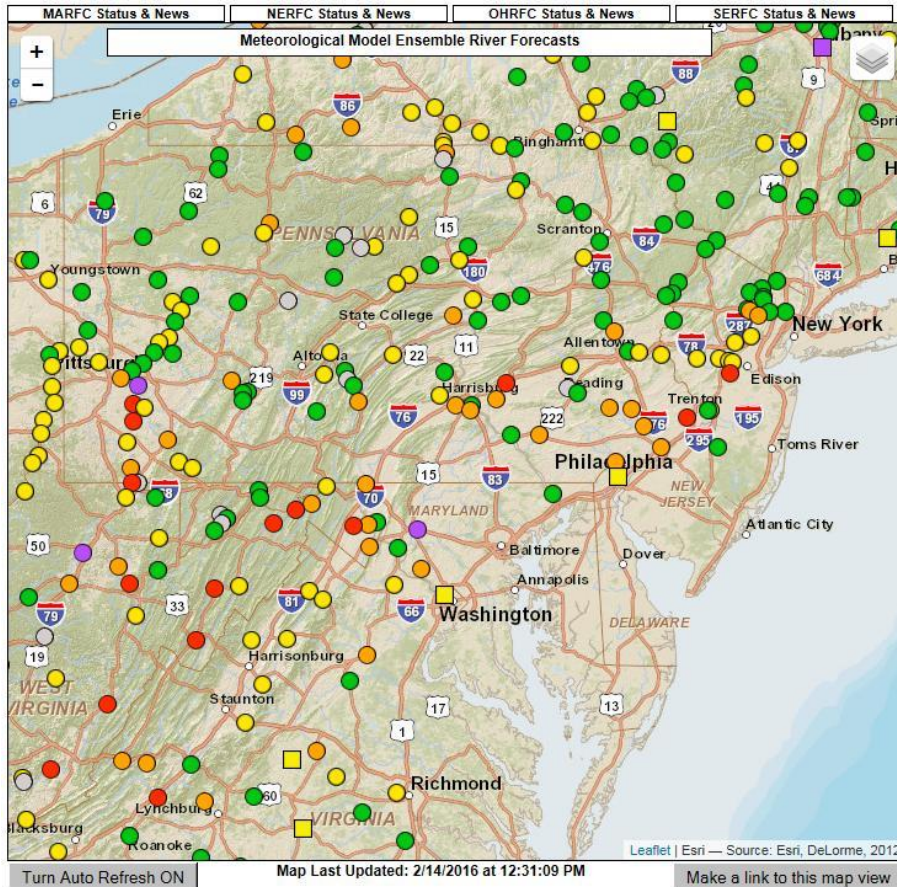 MARFC Status & News
NERFC Status & News
OHRFC Status & News
SERFC Status & News
Meteorological Model Ensemble River Forecasts
+
−
88
9
86
Erie
87
6
79
62
15
PENNSYLVANIA
Scranton
84
Youngstown
180
476
684
State College
287
New York
22
11
Allentown
78
Altoona
219
99
Harrisburg
Reading
Edison
76
222
Trenton
76
195
295
Toms River
Philadelphia
15
83
68
70
NEW
JERSEY
MARYLAND
Atlantic City
50
Baltimore
Dover
79
33
81
Annapolis
66
Washington
19
DELAWARE
Harrisonburg
WEST
VIRGINIA
Staunton
17
13
1
Richmond
60
Lynchburg
VIRGINIA
Blacksburg
Roanoke
Leaflet | Esri — Source: Esri, DeLorme, 2012
Turn Auto Refresh ON
Map Last Updated: 2/14/2016 at 12:31:09 PM
Make a link to this map view